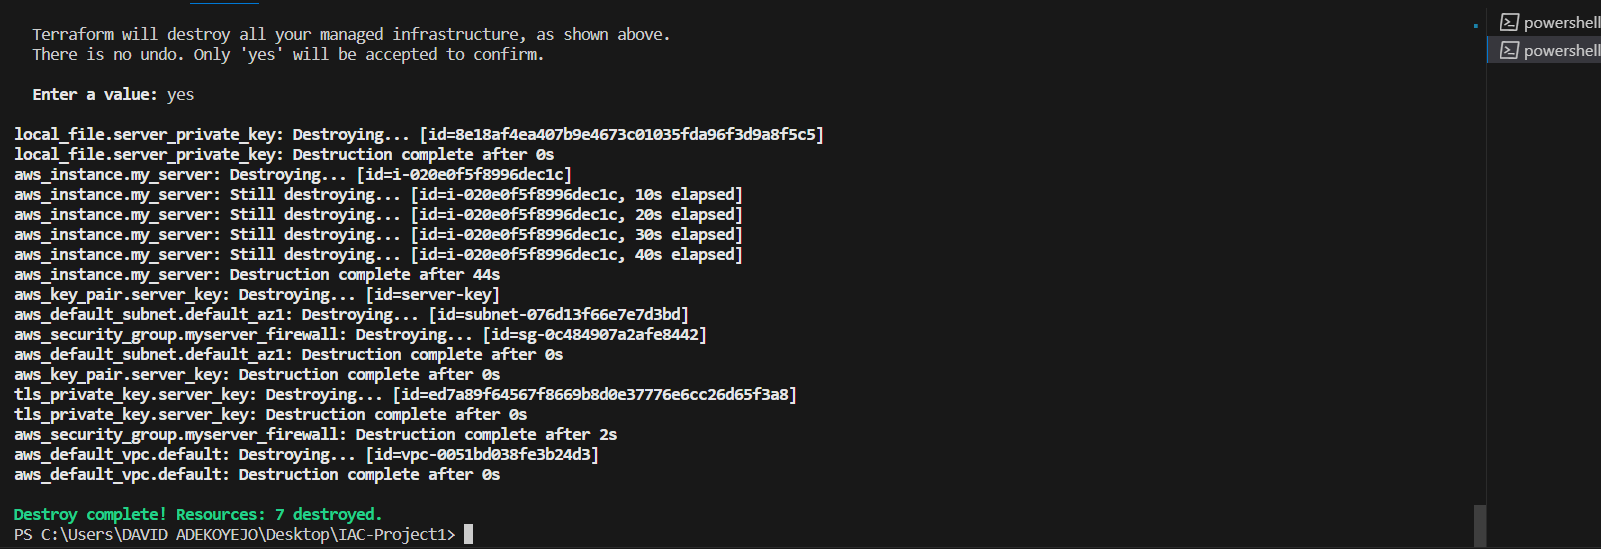 Terraform will destroy all your managed infrastructure, as shown above.
There is no undo. Only 'yes' will be accepted to confirm.
Enter a value: yes
local_file.server_private_key: Destroying... [id=8e18af4ea407b9e4673c01035fda96f3d9a8f5c5]
local_file.server_private_key: Destruction complete after 0s
aws_instance.my_server: Destroying... [id=i-020e0f5f8996dec1c]
aws_instance.my_server: Still destroying... [id=i-020e0f5f8996dec1c, 10s elapsed]
aws_instance.my_server: Still destroying... [id=i-020e0f5f8996dec1c, 20s elapsed]
aws_instance.my_server: Still destroying... [id=i-020e0f5f8996dec1c, 30s elapsed]
aws_instance.my_server: Still destroying... [id=i-020e0f5f8996dec1c, 40s elapsed]
aws_instance.my_server: Destruction complete after 44s
aws_key_pair.server_key: Destroying... [id=server-key]
aws_default_subnet.default_az1: Destroying... [id=subnet-076d13f66e7e7d3bd]
aws_security_group.myserver_firewall: Destroying... [id=sg-0c484907a2afe8442]
aws_default_subnet.default_az1: Destruction complete after 0s
aws_key_pair.server_key: Destruction complete after 0s
tls_private_key.server_key: Destroying... [id=ed7a89f64567f8669b8d0e37776e6cc26d65f3a8]
tls_private_key.server_key: Destruction complete after 0s
aws_security_group.myserver_firewall: Destruction complete after 2s
aws_default_vpc.default: Destroying... [id=vpc-0051bd038fe3b24d3]
aws_default_vpc.default: Destruction complete after 0s
Destroy complete! Resources: 7 destroyed.
PS C:\Users\DAVID ADEKOYEJO\Desktop\IAC-Project1>
powershell
powershell